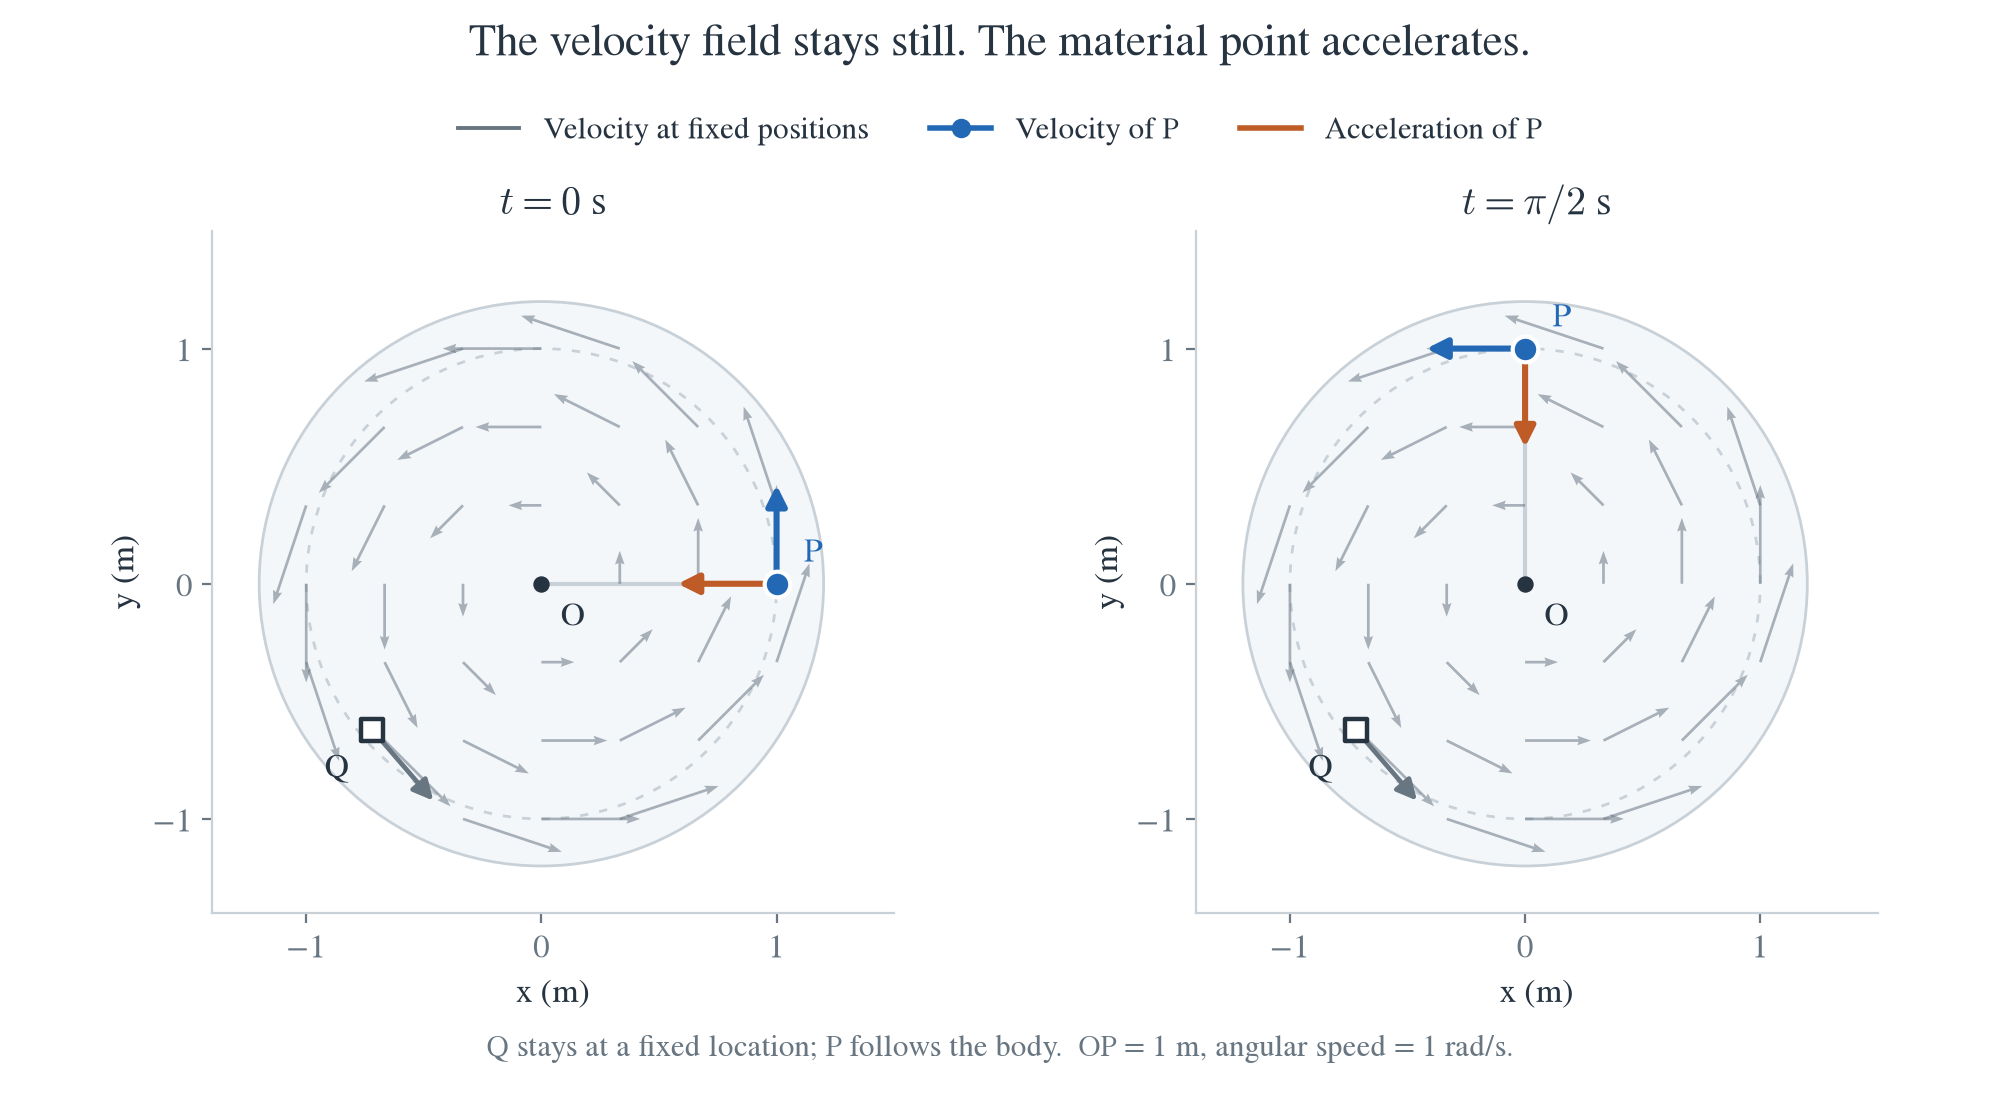 The velocity field stays still. The material point accelerates.
Velocity at fixed positions
Velocity of P
Acceleration of P
t = 0 s
1
0
−1
y (m)
P
O
Q
−1
0
1
x (m)
t = π/2 s
1
0
−1
y (m)
P
O
Q
−1
0
1
x (m)
Q stays at a fixed location; P follows the body. OP = 1 m, angular speed = 1 rad/s.